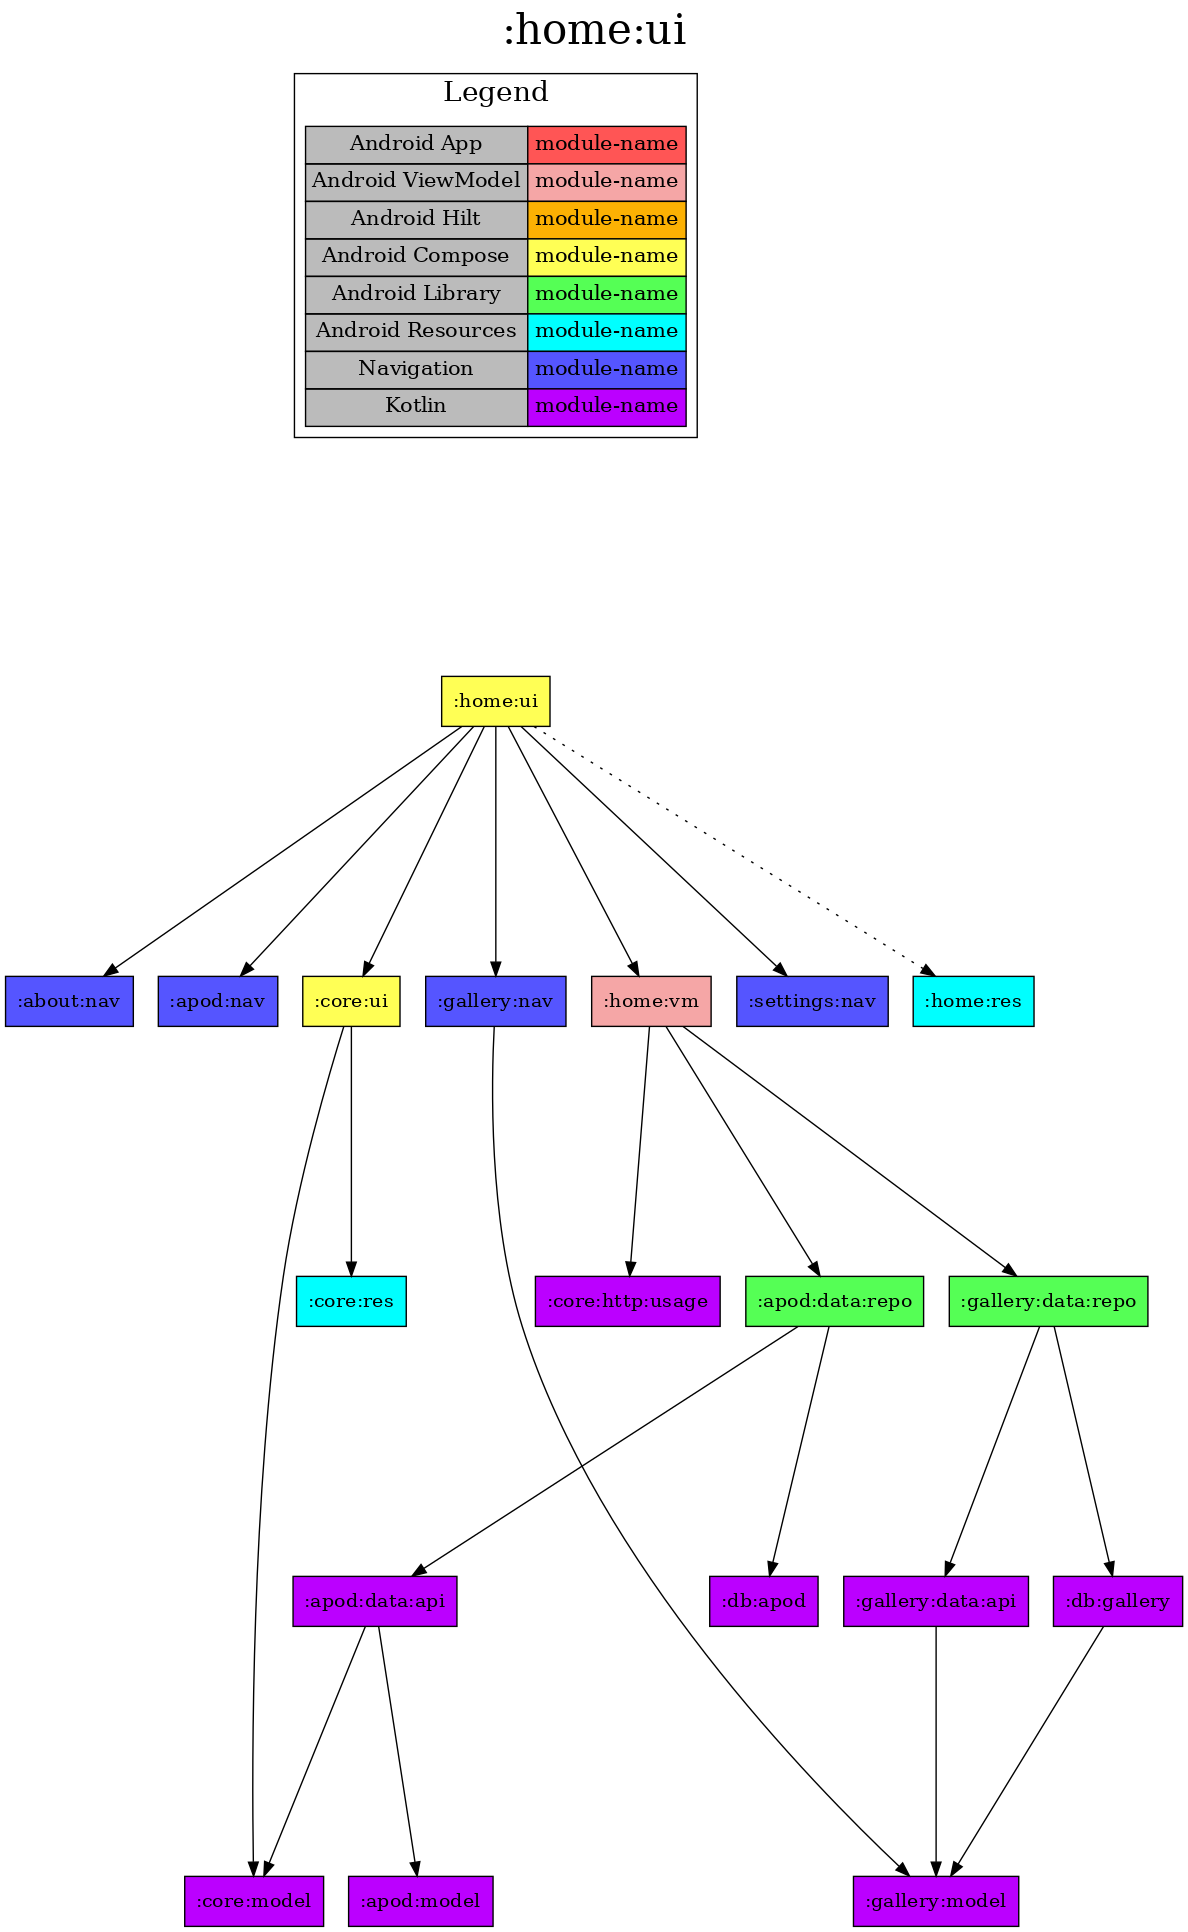 :home:ui
Legend
Android App module-name
Android ViewModel module-name
Android Hilt module-name
Android Compose module-name
Android Library module-name
Android Resources module-name
Navigation module-name
Kotlin module-name
:home:ui
:about:nav :apod:nav :core:ui :gallery:nav :home:vm :settings:nav :home:res
:core:res :core:http:usage :apod:data:repo :gallery:data:repo
:apod:data:api :db:apod :gallery:data:api :db:gallery
:core:model :apod:model :gallery:model